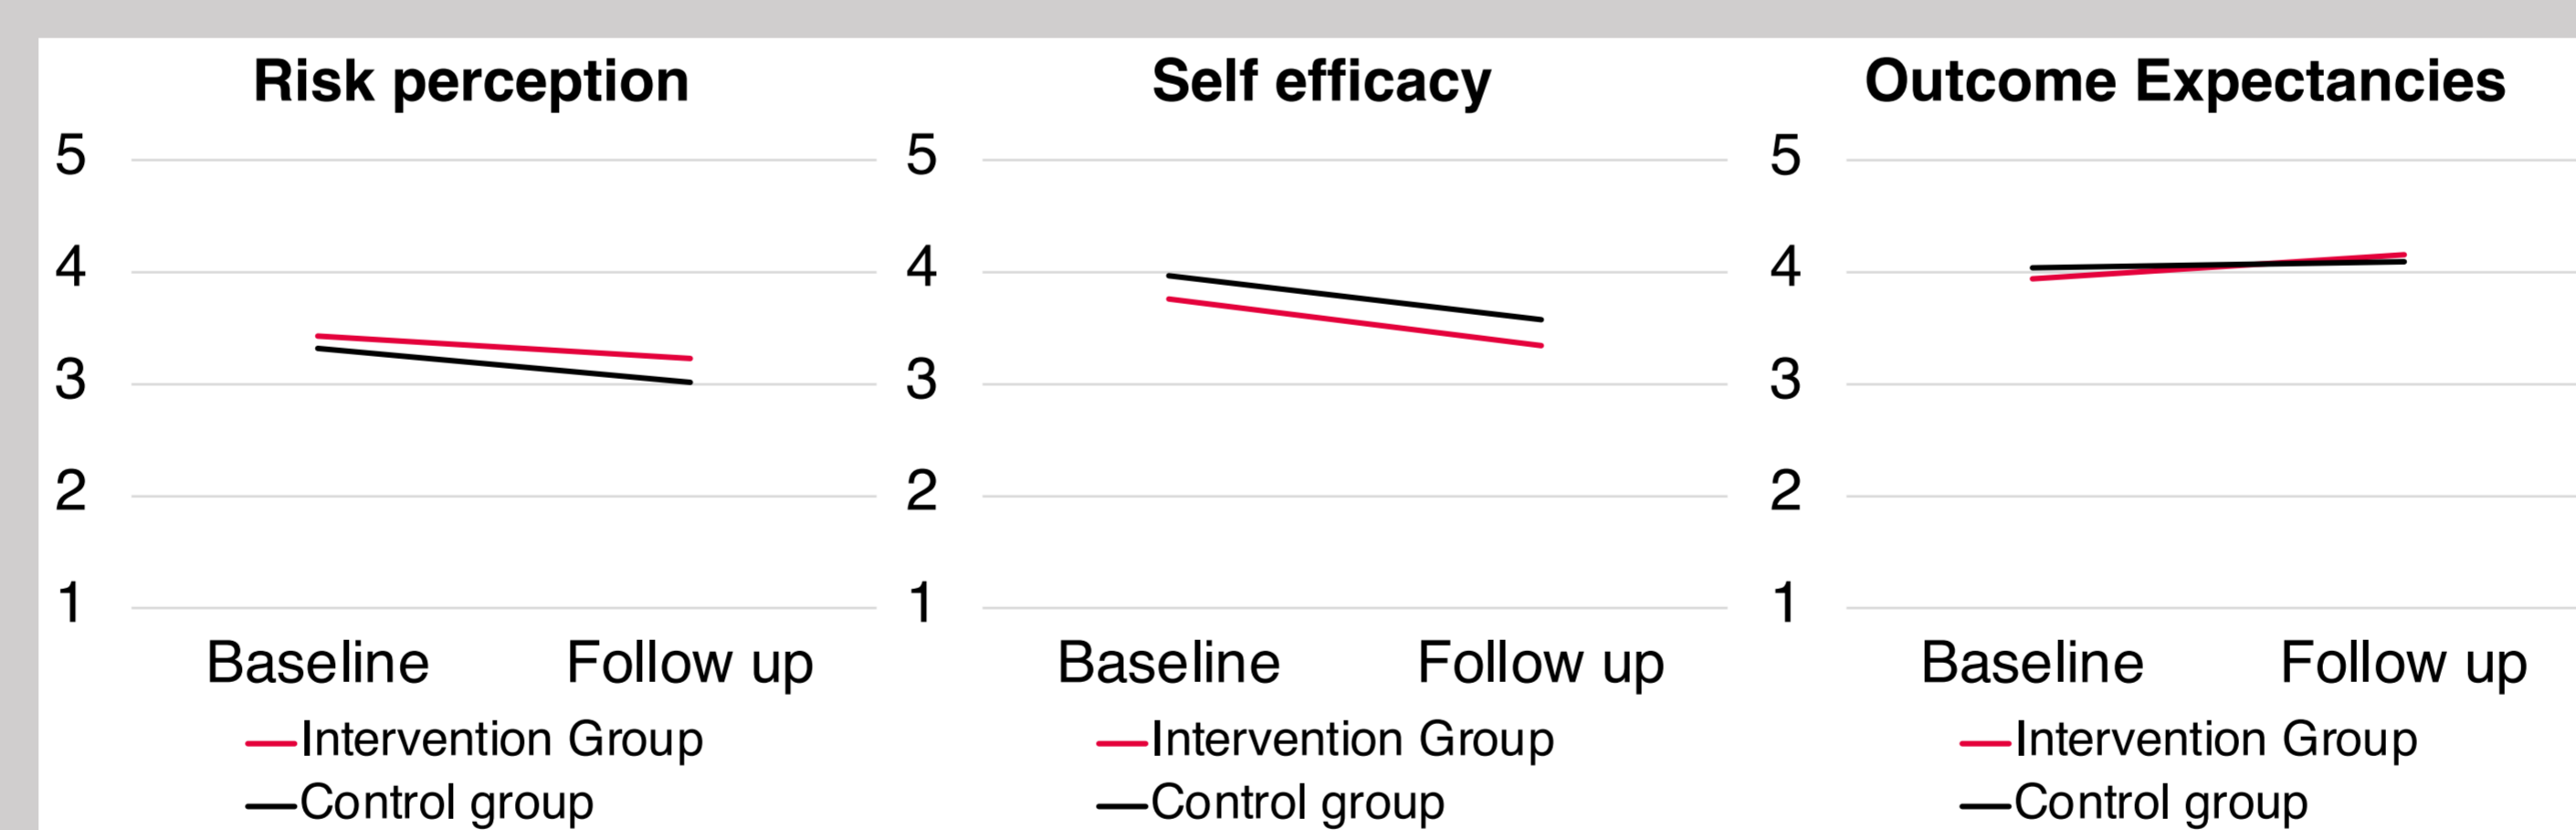 Risk perception
5
4
3
2
1
Baseline Follow up
Intervention Group
Control group
Self efficacy
5
4
3
2
1
Baseline Follow up
Intervention Group
Control group
Outcome Expectancies
5
4
3
2
1
Baseline Follow up
Intervention Group
Control group